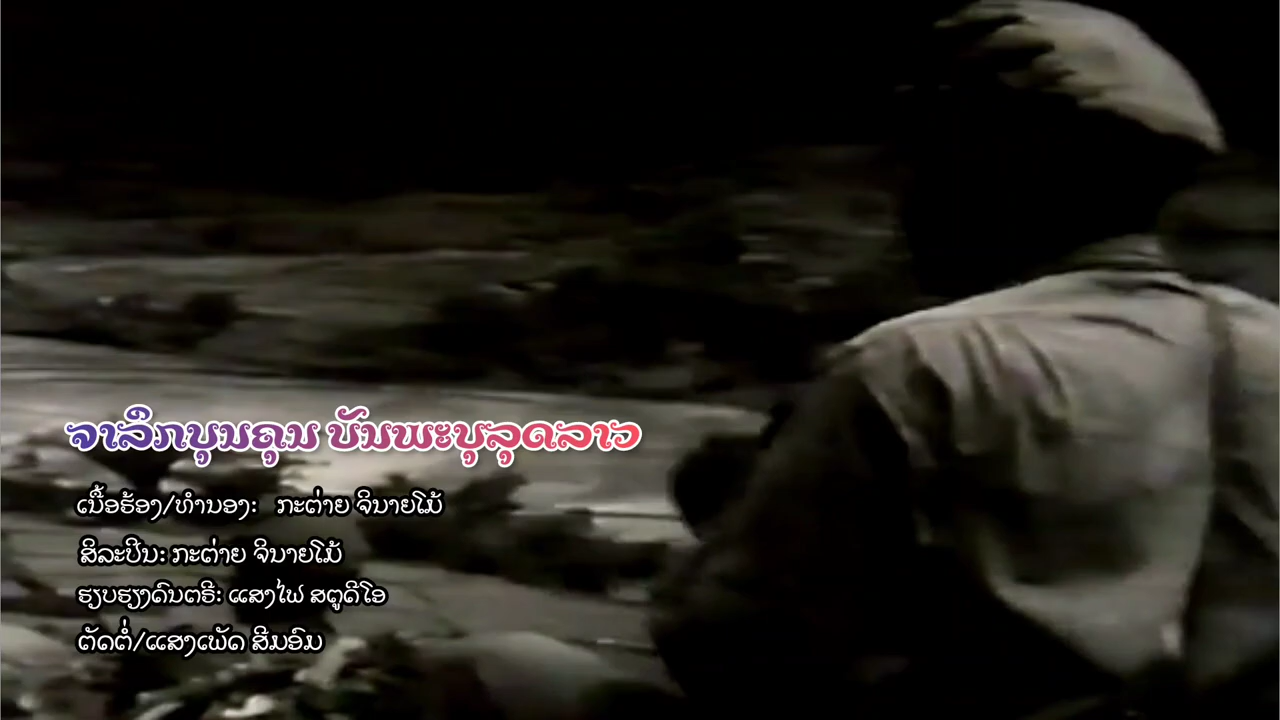 ຈາລຶກບຸນຄຸນ ບັນພະບຸລຸດລາວ
ເນື້ອຮ້ອງ/ທຳນອງ: ກະຕ່າຍ ຈິນາຍໂມ້
ສິລະປິນ: ກະຕ່າຍ ຈິນາຍໂມ້
ຮຽບຮຽງດົນຕຣີ: ແສງໄຟ ສຕູດີໂອ
ຕັດຕໍ່/ແສງເພັດ ສີມອົມ